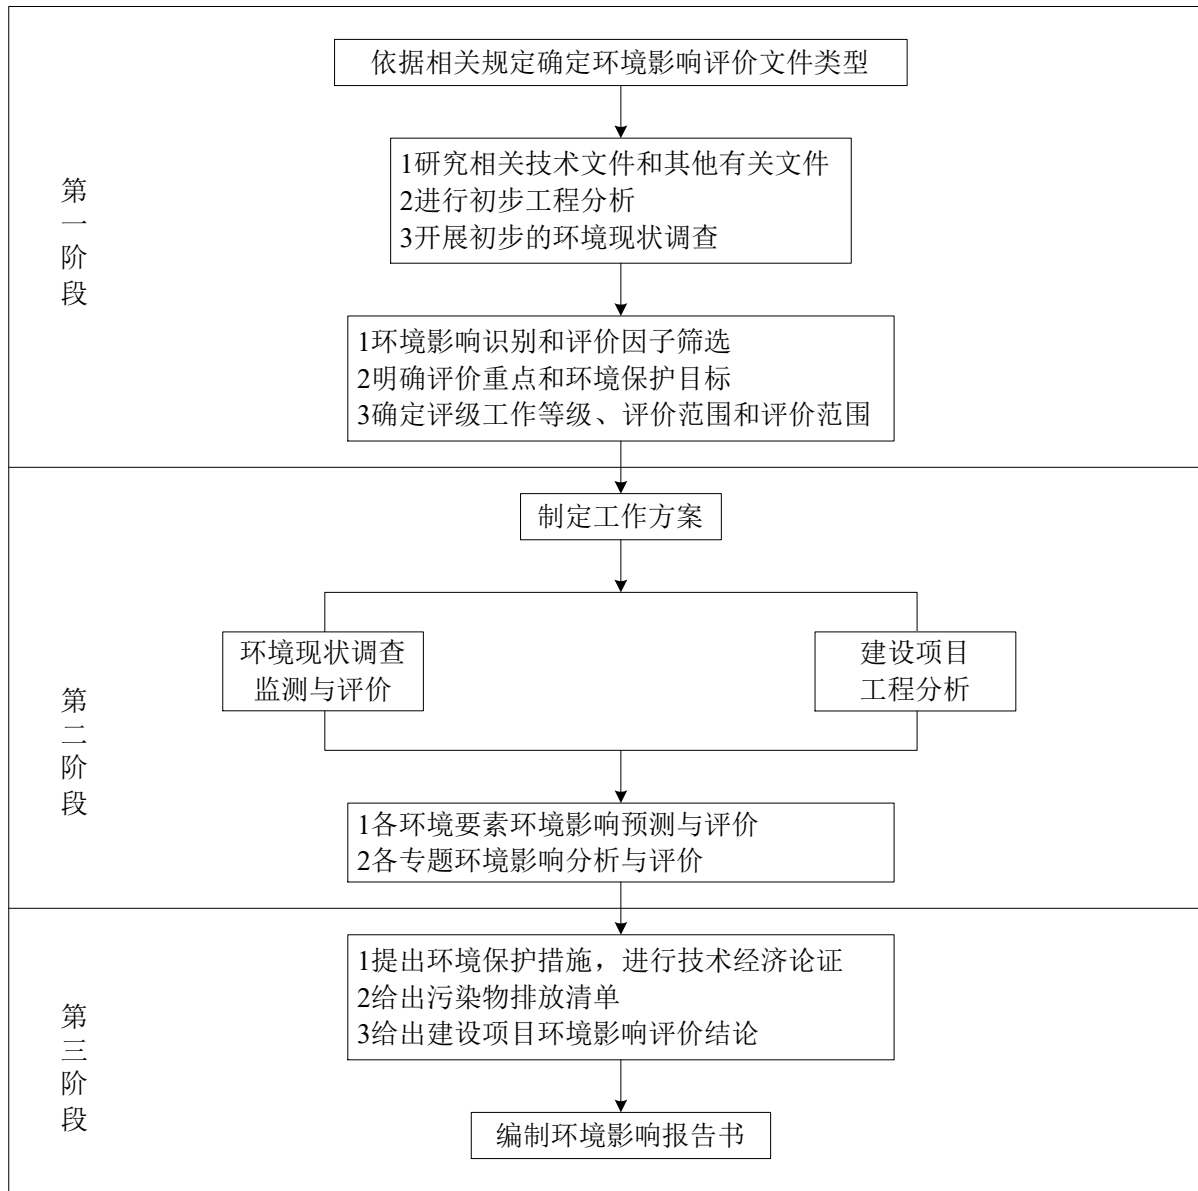 依据相关规定确定环境影响评价文件类型
第一阶段
1研究相关技术文件和其他有关文件
2进行初步工程分析
3开展初步的环境现状调查
1环境影响识别和评价因子筛选
2明确评价重点和环境保护目标
3确定评级工作等级、评价范围和评价范围
制定工作方案
第二阶段
环境现状调查
监测与评价
建设项目
工程分析
1各环境要素环境影响预测与评价
2各专题环境影响分析与评价
第三阶段
1提出环境保护措施，进行技术经济论证
2给出污染物排放清单
3给出建设项目环境影响评价结论
编制环境影响报告书